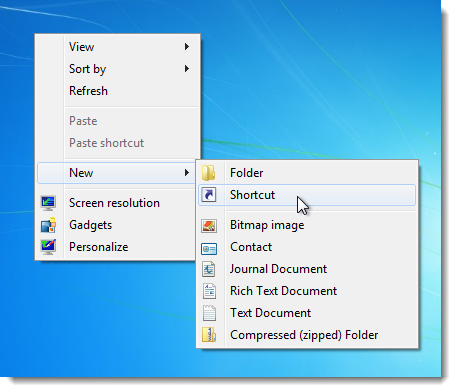 View
Sort by
Refresh
Paste
Paste shortcut
New
Screen resolution
Gadgets
Personalize
Folder
Shortcut
Bitmap image
Contact
Journal Document
Rich Text Document
Text Document
Compressed (zipped) Folder